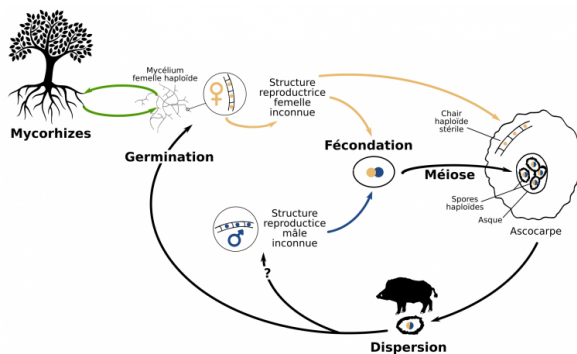 Mycélium
femelle haploïde
Mycorhizes
Structure
reproductrice
femelle
inconnue
Chair
haploïde
stérile
Germination
Fécondation
Méiose
Spores
haploïdes
Asque
Ascocarpe
Structure
reproductice
mâle
inconnue
?
Dispersion